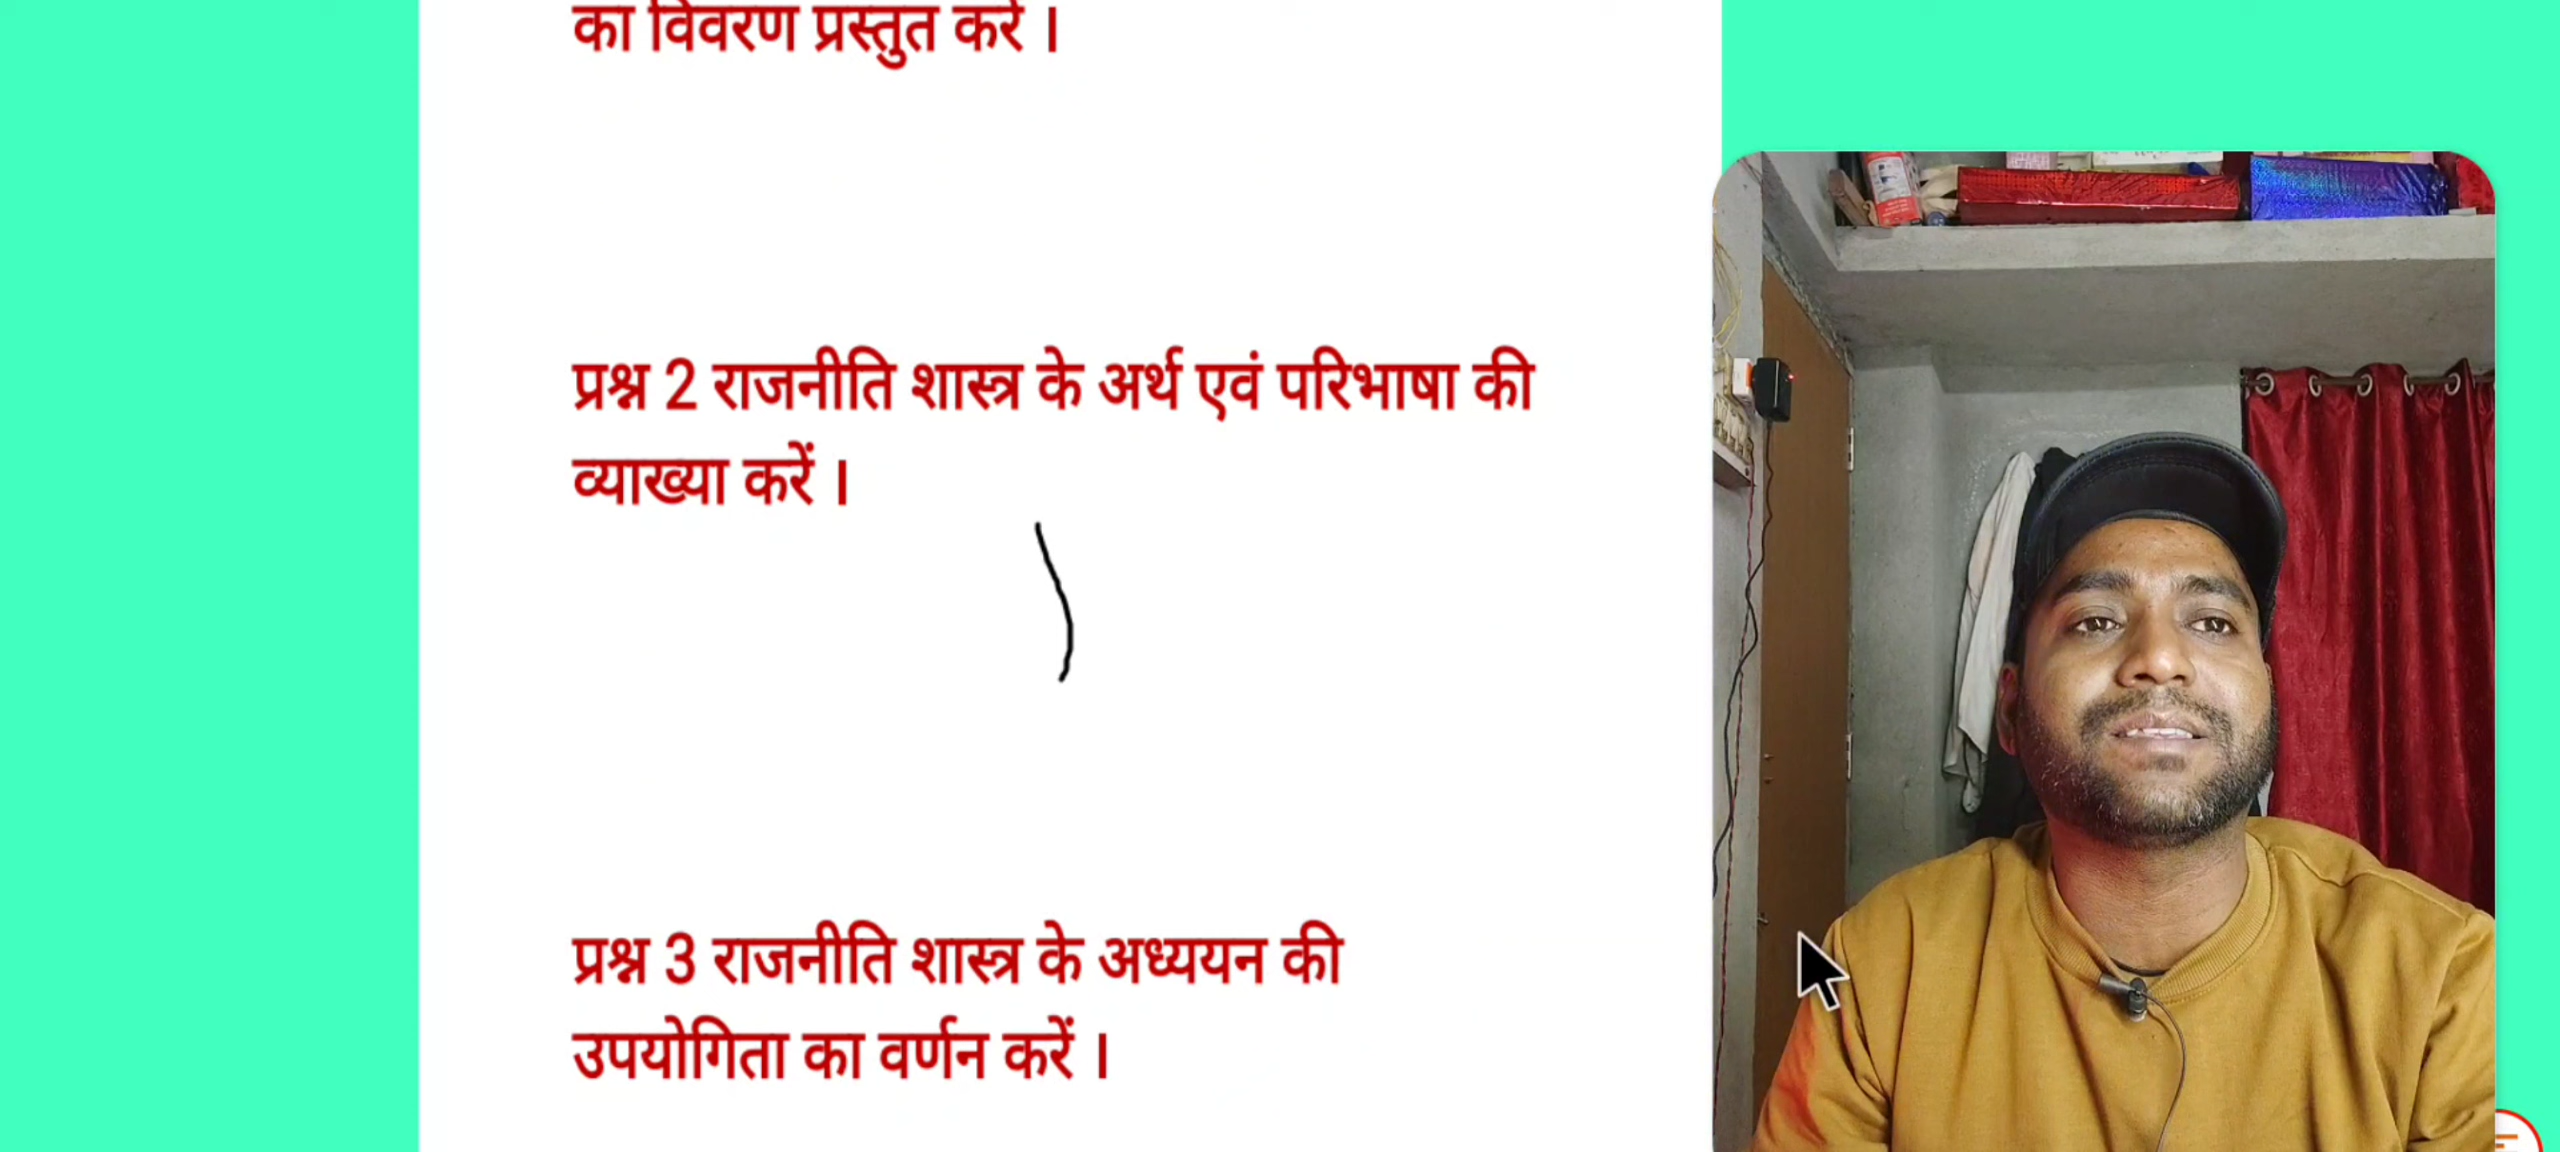 का विवरण प्रस्तुत करें ।
प्रश्न 2 राजनीति शास्त्र के अर्थ एवं परिभाषा की
व्याख्या करें ।
प्रश्न 3 राजनीति शास्त्र के अध्ययन की
उपयोगिता का वर्णन करें ।